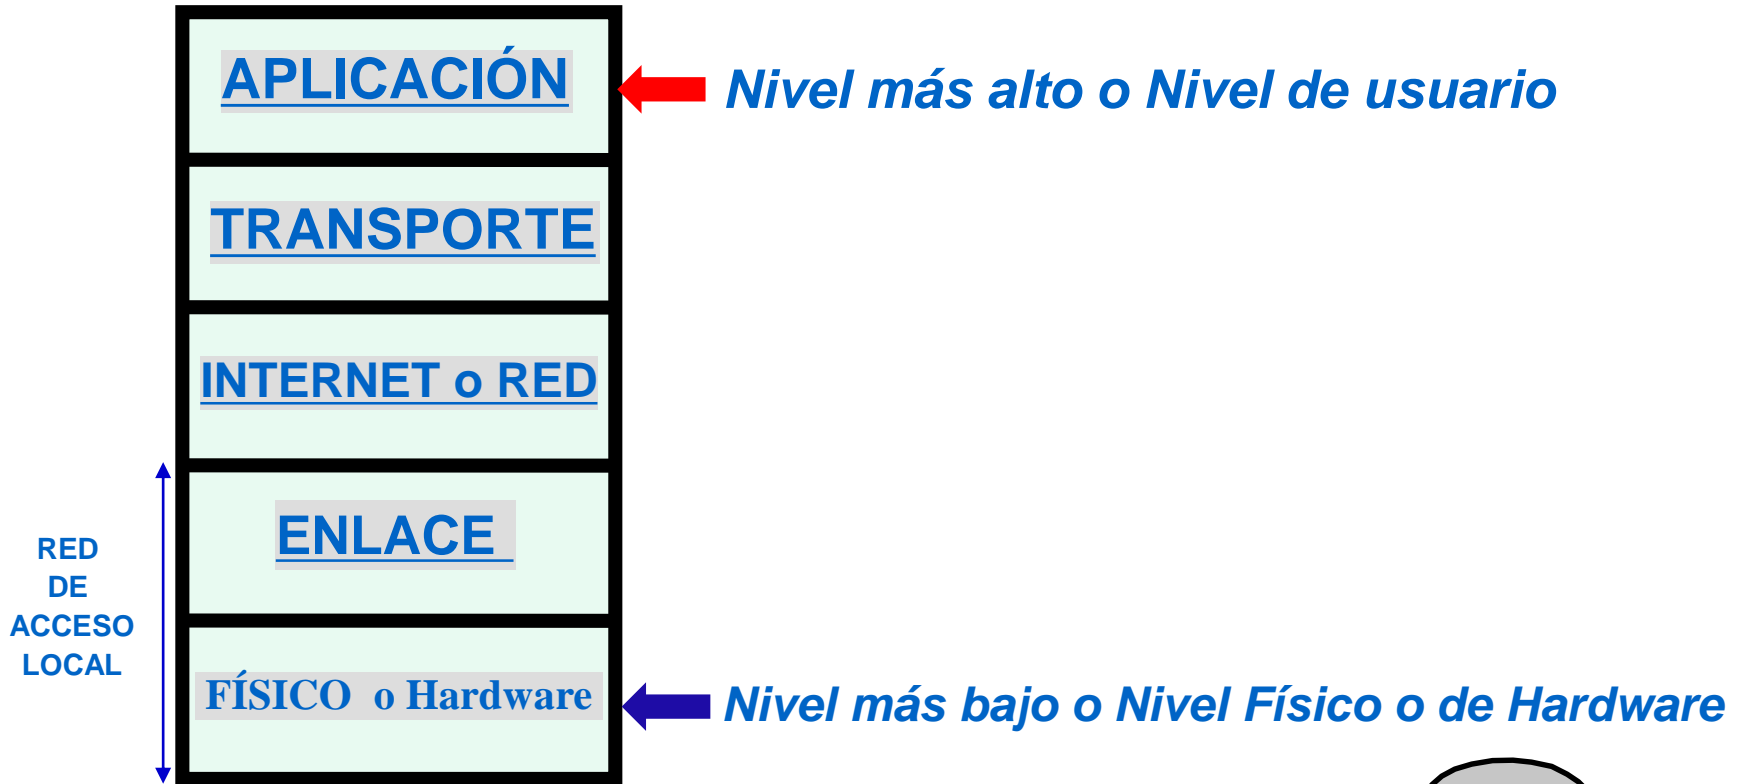 APLICACIÓN
Nivel más alto o Nivel de usuario
TRANSPORTE
INTERNET o RED
ENLACE
RED
DE
ACCESO
LOCAL
FÍSICO o Hardware
Nivel más bajo o Nivel Físico o de Hardware